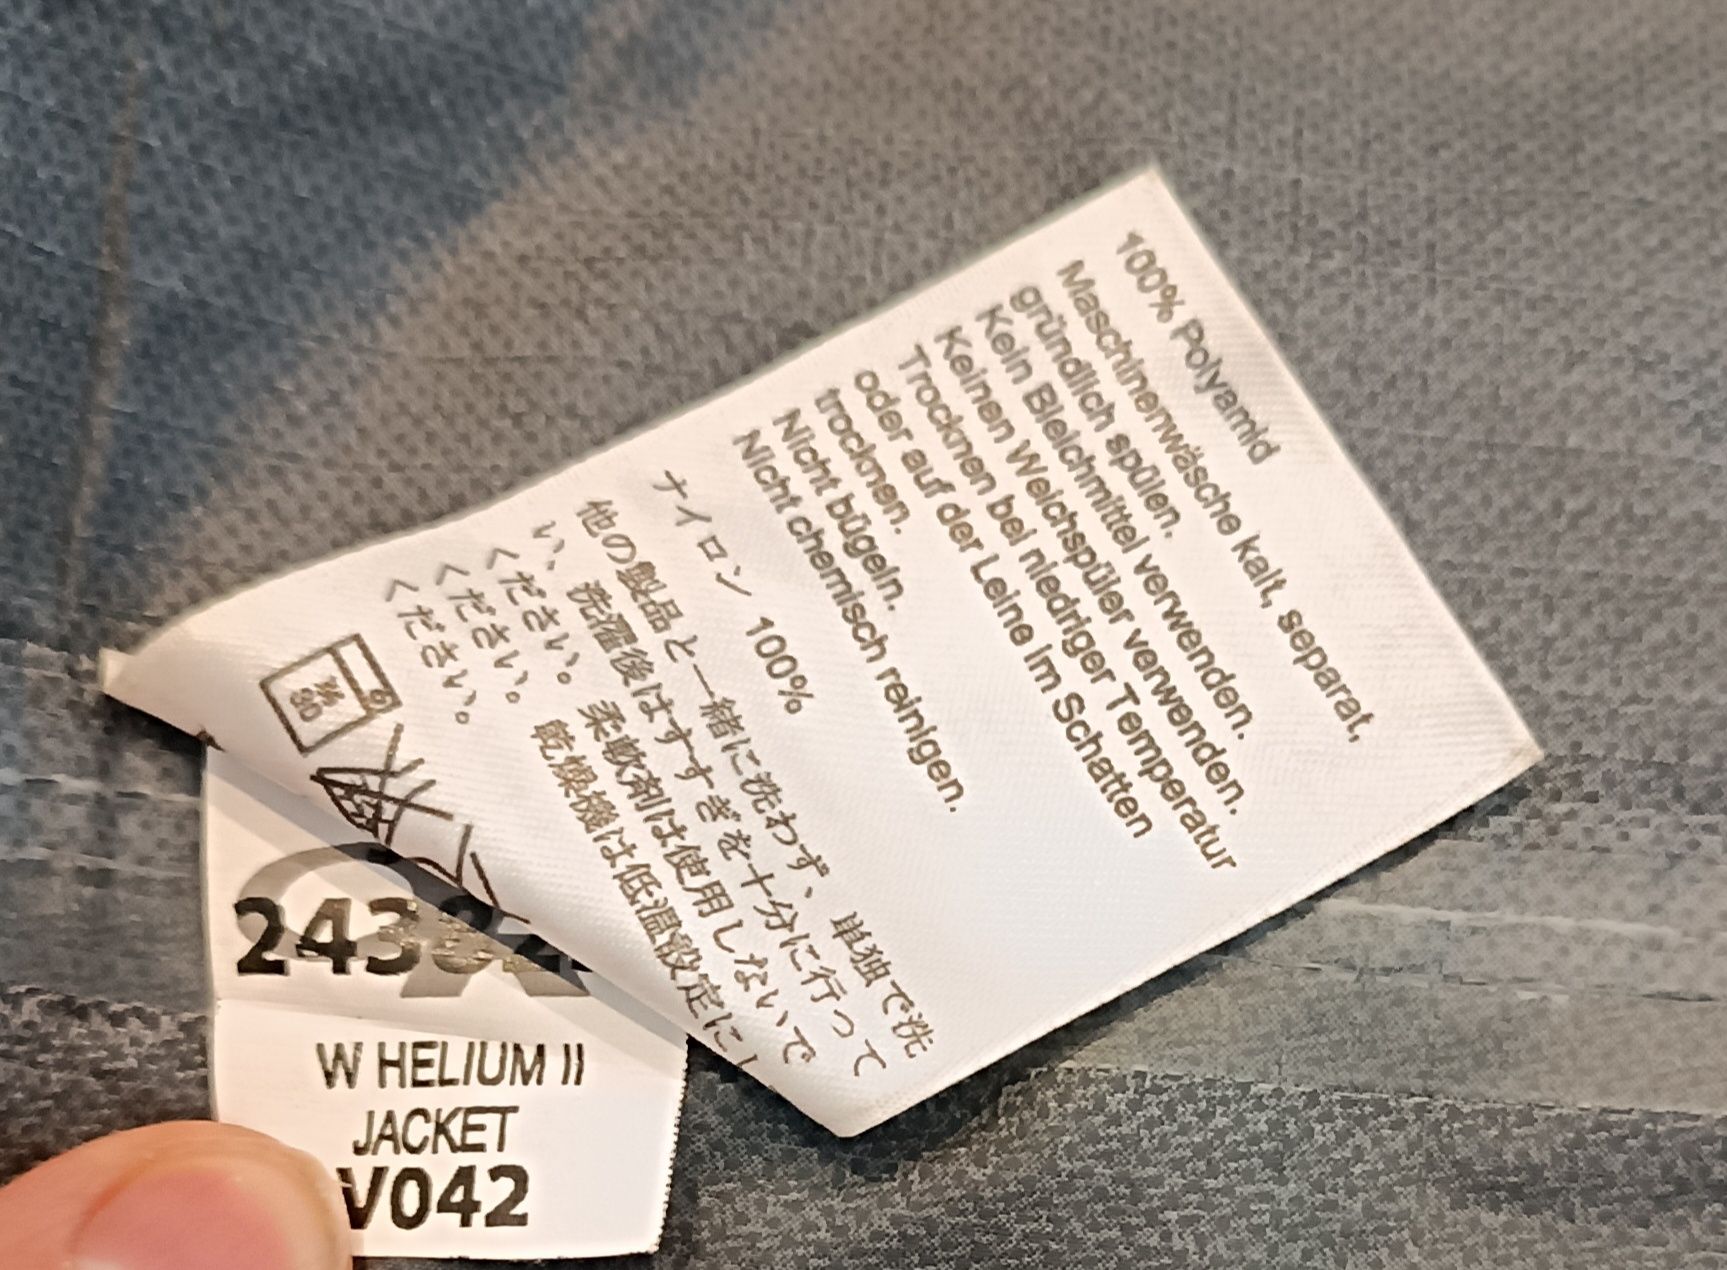 100% Polyamid
Maschinenwäsche kalt, separat,
gründlich spülen.
Kein Bleichmittel verwenden.
Keinen Weichspüler verwenden.
Trocknen bei niedriger Temperatur
oder auf der Leine im Schatten
trocknen.
Nicht bügeln.
Nicht chemisch reinigen.
ナイロン 100%
他の製品と一緒に洗わず、単独で洗
い、洗濯後はすすぎを十分に行って
ください。柔軟剤は使用しないで
ください。乾燥機は低温設定にし
ください。
30
243
W HELIUM II
JACKET
V042